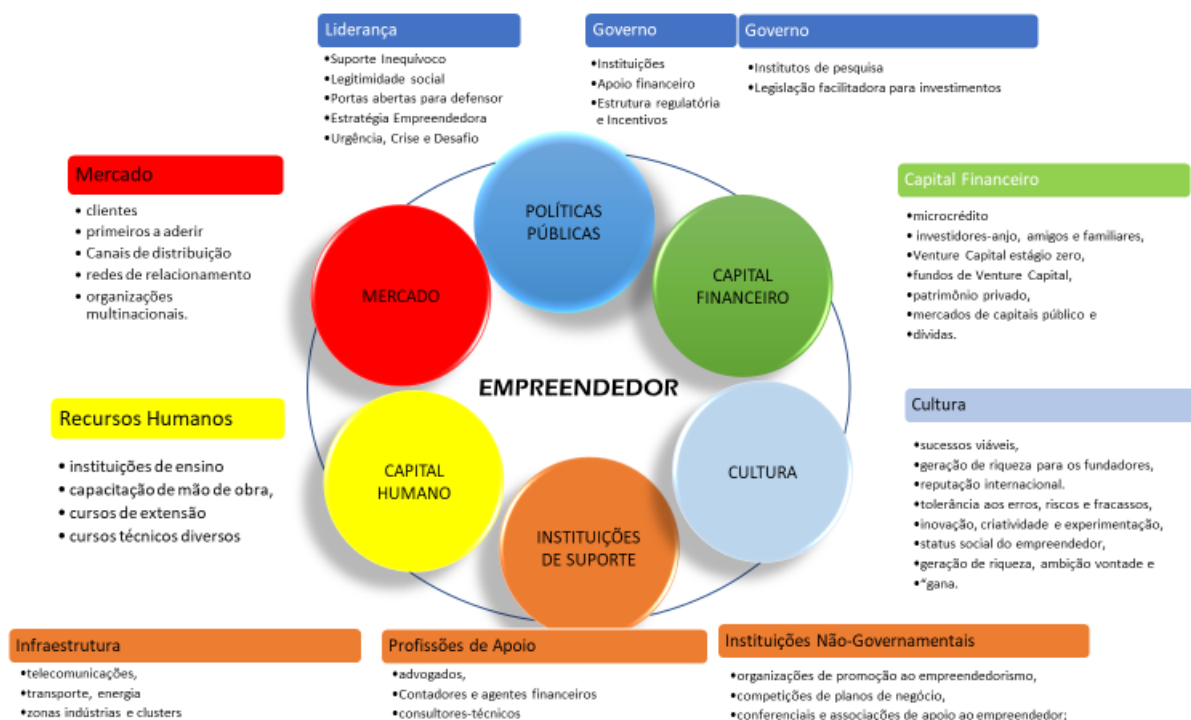 Liderança
•Suporte Inequívoco
•Legitimidade social
•Portas abertas para defensor
•Estratégia Empreendedora
•Urgência, Crise e Desafio
Governo
•Instituições
•Apoio financeiro
•Estrutura regulatória
e Incentivos
Governo
•Institutos de pesquisa
•Legislação facilitadora para investimentos
Mercado
• clientes
• primeiros a aderir
• Canais de distribuição
• redes de relacionamento
• organizações
multinacionais.
POLÍTICAS
PÚBLICAS
MERCADO
CAPITAL
FINANCEIRO
Capital Financeiro
•microcrédito
• investidores-anjo, amigos e familiares,
•Venture Capital estágio zero,
•fundos de Venture Capital,
•patrimônio privado,
•mercados de capitais público e
•dívidas.
EMPREENDEDOR
Recursos Humanos
• instituições de ensino
• capacitação de mão de obra,
• cursos de extensão
• cursos técnicos diversos
CAPITAL
HUMANO
CULTURA
INSTITUIÇÕES
DE SUPORTE
Cultura
•sucessos viáveis,
•geração de riqueza para os fundadores,
•reputação internacional.
•tolerância aos erros, riscos e fracassos,
•inovação, criatividade e experimentação,
•status social do empreendedor,
•geração de riqueza, ambição vontade e
•"gana.
Infraestrutura
•telecomunicações,
•transporte, energia
•zonas indústrias e clusters
Profissões de Apoio
•advogados,
•Contadores e agentes financeiros
•consultores-técnicos
Instituições Não-Governamentais
•organizações de promoção ao empreendedorismo,
•competições de planos de negócio,
•conferenciais e associações de apoio ao empreendedor;